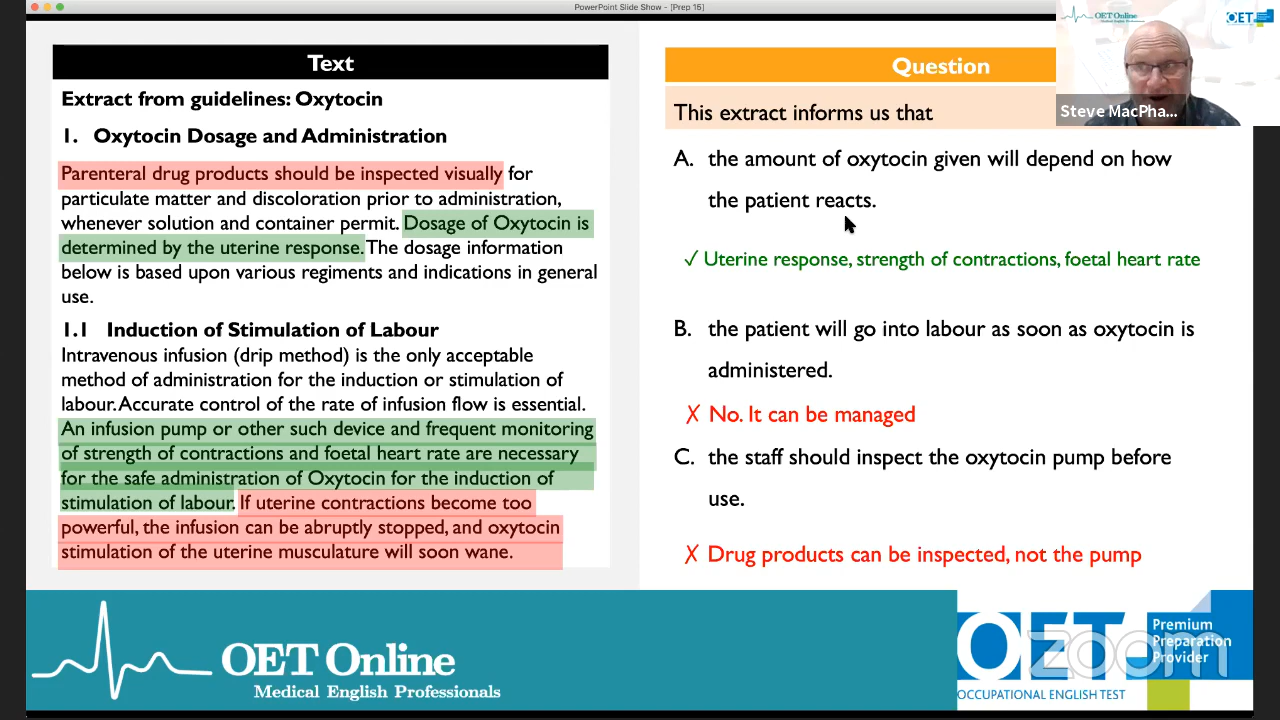 PowerPoint Slide Show - [Prep 16]
OET Online
OET
Steve MacPha...
Text
Extract from guidelines: Oxytocin
1. Oxytocin Dosage and Administration
Parenteral drug products should be inspected visually for
particulate matter and discoloration prior to administration,
whenever solution and container permit. Dosage of Oxytocin is
determined by the uterine response. The dosage information
below is based upon various regiments and indications in general
use.
1.1 Induction of Stimulation of Labour
Intravenous infusion (drip method) is the only acceptable
method of administration for the induction or stimulation of
labour. Accurate control of the rate of infusion flow is essential.
An infusion pump or other such device and frequent monitoring
of strength of contractions and foetal heart rate are necessary
for the safe administration of Oxytocin for the induction of
stimulation of labour. If uterine contractions become too
powerful, the infusion can be abruptly stopped, and oxytocin
stimulation of the uterine musculature will soon wane.
Question
This extract informs us that
A. the amount of oxytocin given will depend on how
the patient reacts.
✓ Uterine response, strength of contractions, foetal heart rate
B. the patient will go into labour as soon as oxytocin is
administered.
✗ No. It can be managed
C. the staff should inspect the oxytocin pump before
use.
✗ Drug products can be inspected, not the pump
OET Online
Medical English Professionals
OET
OCCUPATIONAL ENGLISH TEST
Premium
Preparation
Provider
zoom